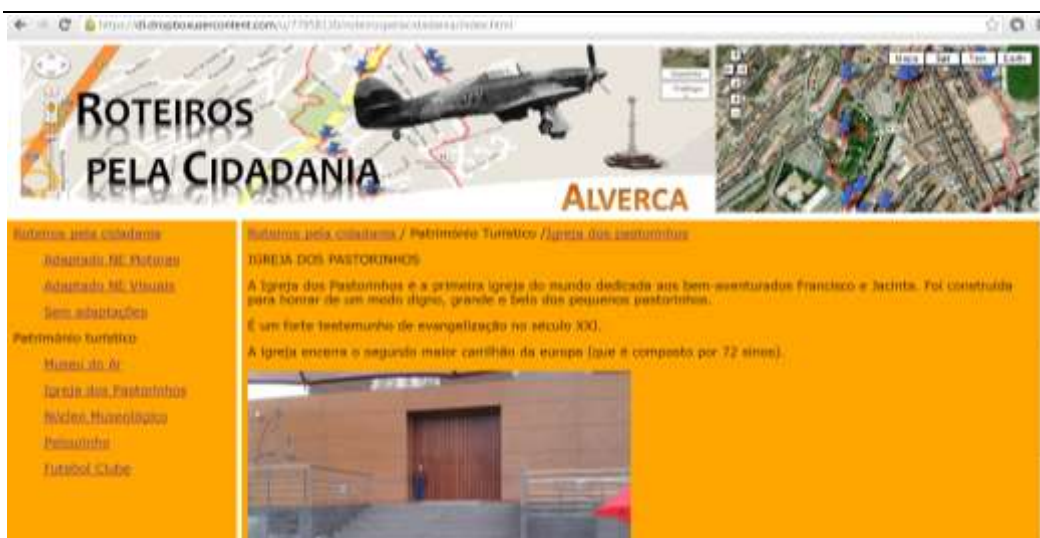 ROTEIROS
PELA CIDADANIA
ALVERCA
Roteiros pela cidadania
Adaptado NE Motoras
Adaptado NE Visuais
Sem adaptações
Património turístico
Museu do Ar
Igreja dos Pastorinhos
Núcleo Museológico
Pelourinho
Futebol Clube
Roteiros pela cidadania / Património Turístico /Igreja dos pastorinhos
IGREJA DOS PASTORINHOS
A Igreja dos Pastorinhos é a primeira igreja do mundo dedicada aos bem-aventurados Francisco e Jacinta. Foi construída
para honrar de um modo digno, grande e belo dos pequenos pastorinhos.
É um forte testemunho de evangelização no século XXI.
A igreja encerra o segundo maior carrilhão da europa (que é composto por 72 sinos).